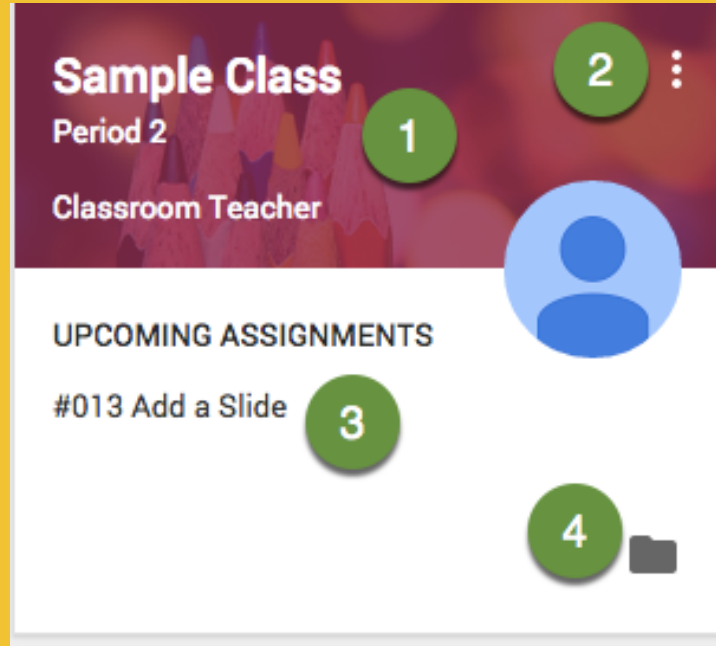 Sample Class
2
Period 2
1
Classroom Teacher
UPCOMING ASSIGNMENTS
#013 Add a Slide
3
4